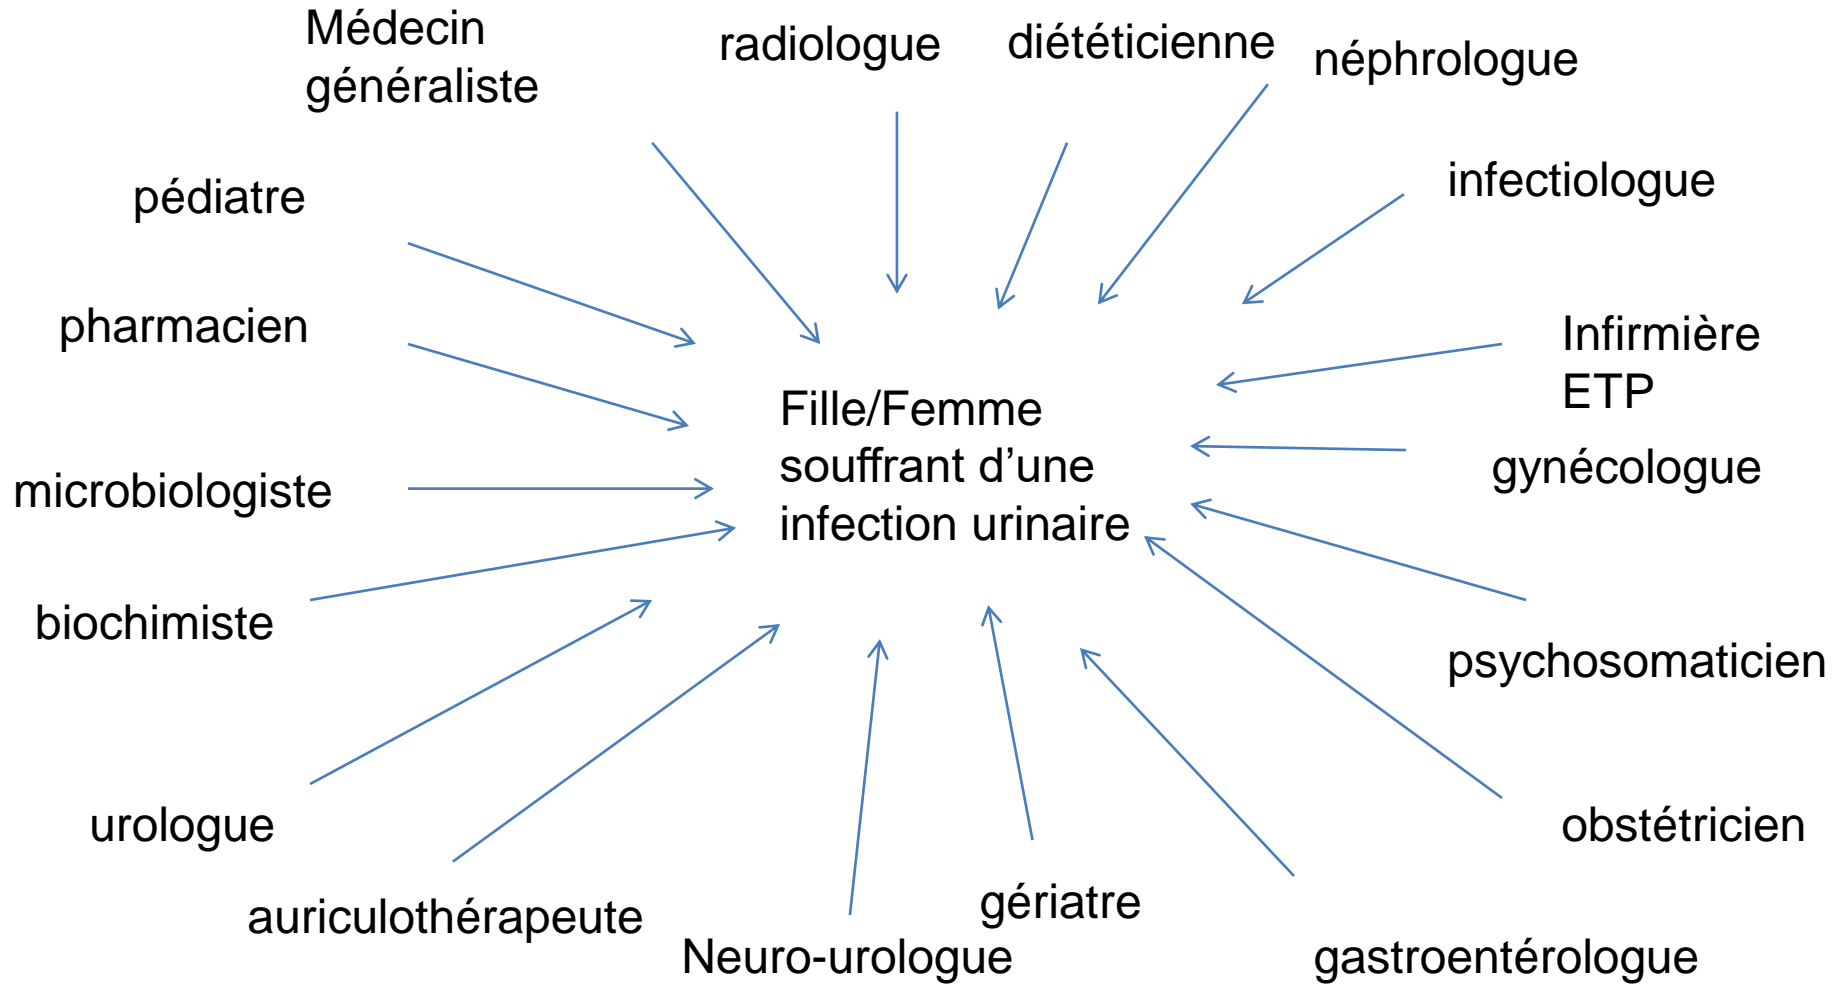 Médecin
généraliste
radiologue
diététicienne
néphrologue
pédiatre
infectiologue
pharmacien
Infirmière
ETP
Fille/Femme
souffrant d’une
infection urinaire
gynécologue
microbiologiste
biochimiste
psychosomaticien
urologue
obstétricien
auriculothérapeute
gériatre
Neuro-urologue
gastroentérologue